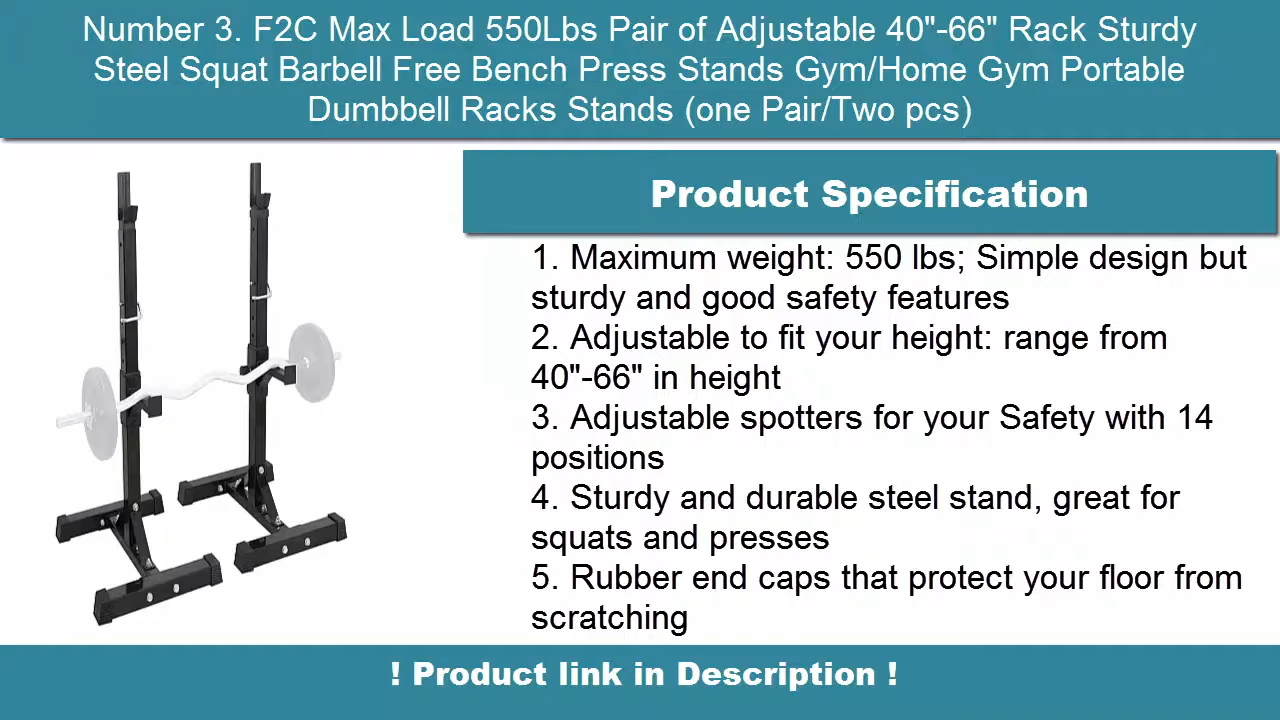 Number 3. F2C Max Load 550Lbs Pair of Adjustable 40"-66" Rack Sturdy
Steel Squat Barbell Free Bench Press Stands Gym/Home Gym Portable
Dumbbell Racks Stands (one Pair/Two pcs)
Product Specification
1. Maximum weight: 550 lbs; Simple design but
sturdy and good safety features
2. Adjustable to fit your height: range from
40"-66" in height
3. Adjustable spotters for your Safety with 14
positions
4. Sturdy and durable steel stand, great for
squats and presses
5. Rubber end caps that protect your floor from
scratching
! Product link in Description !